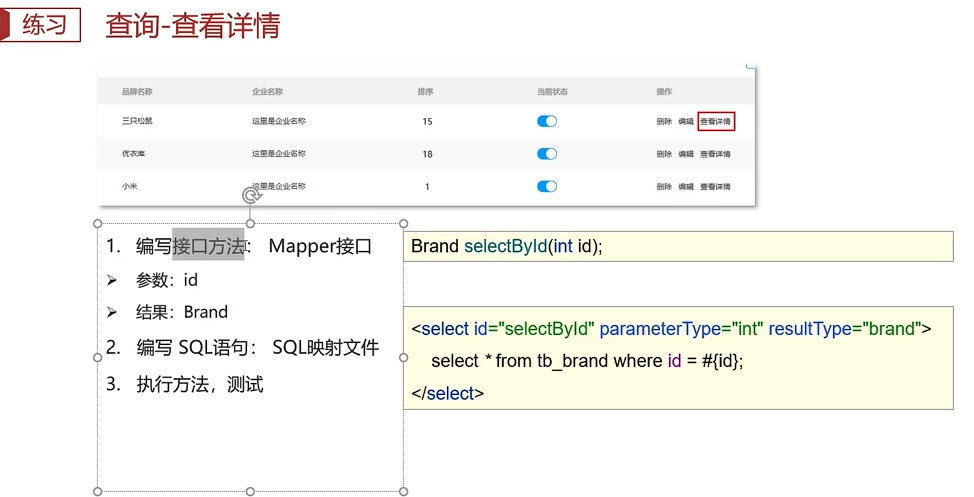 练习
查询-查看详情
品牌名称 企业名称 排序 当前状态 操作
三只松鼠 这里是企业名称 15 删除 编辑 查看详情
优衣库 这里是企业名称 18 删除 编辑 查看详情
小米 这里是企业名称 1 删除 编辑 查看详情
1. 编写接口方法： Mapper接口
➢ 参数：id
➢ 结果：Brand
2. 编写 SQL语句： SQL映射文件
3. 执行方法，测试
Brand selectById(int id);
<select id="selectById" parameterType="int" resultType="brand">
select * from tb_brand where id = #{id};
</select>